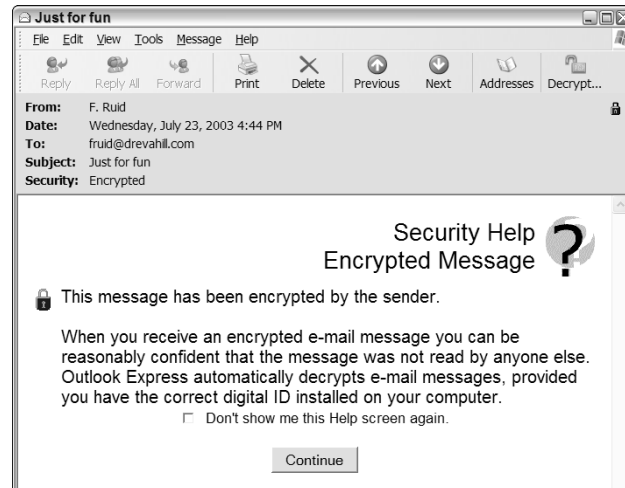 Just for fun
File Edit View Tools Message Help
Reply Reply All Forward Print Delete Previous Next Addresses Decrypt...
From: F. Ruid
Date: Wednesday, July 23, 2003 4:44 PM
To: fruid@drevahill.com
Subject: Just for fun
Security: Encrypted
Security Help
Encrypted Message
This message has been encrypted by the sender.
When you receive an encrypted e-mail message you can be
reasonably confident that the message was not read by anyone else.
Outlook Express automatically decrypts e-mail messages, provided
you have the correct digital ID installed on your computer.
Don't show me this Help screen again.
Continue